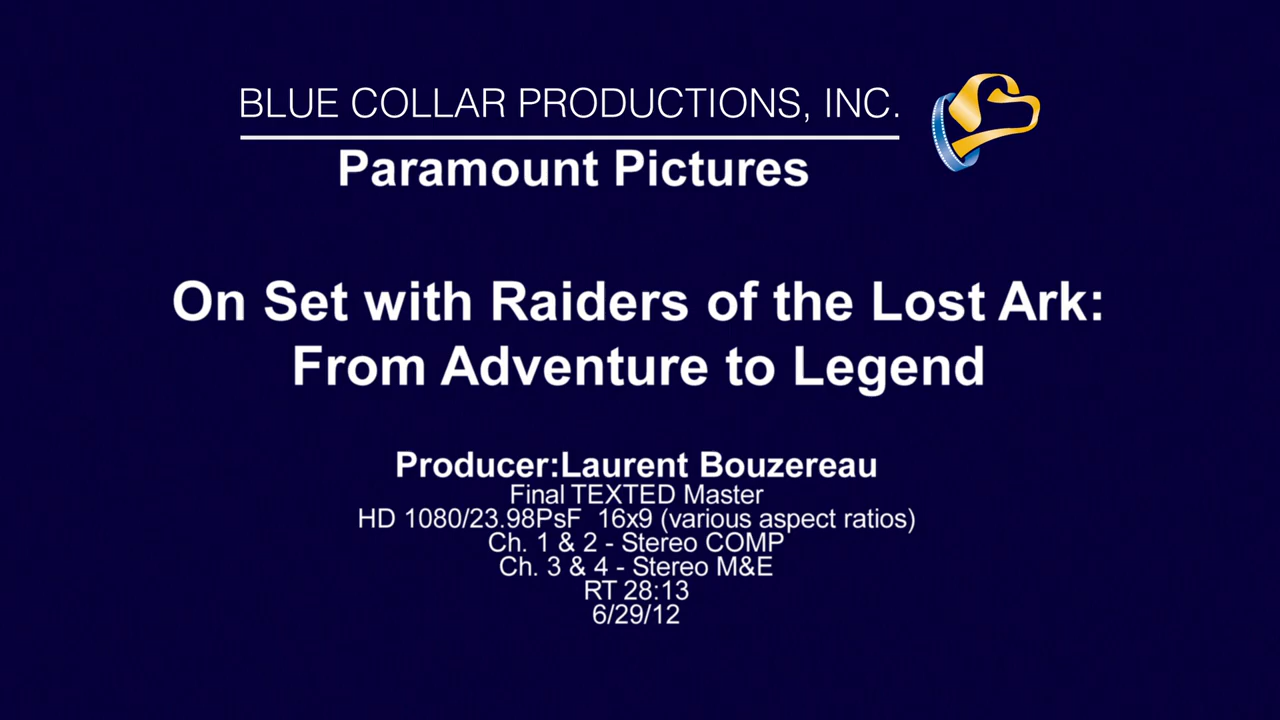 BLUE COLLAR PRODUCTIONS, INC.
Paramount Pictures
On Set with Raiders of the Lost Ark:
From Adventure to Legend
Producer:Laurent Bouzereau
Final TEXTED Master
HD 1080/23.98PsF  16x9 (various aspect ratios)
Ch. 1 & 2 - Stereo COMP
Ch. 3 & 4 - Stereo M&E
RT 28:13
6/29/12